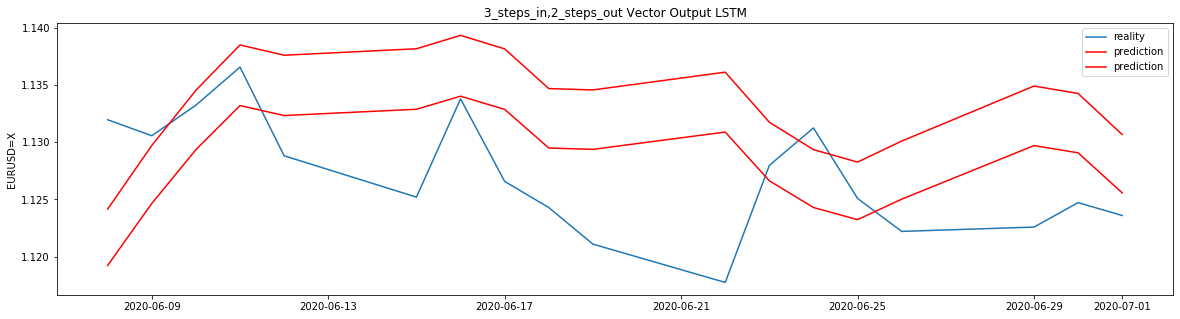 3_steps_in,2_steps_out Vector Output LSTM
reality
prediction
prediction
EURUSD=X
1.140
1.135
1.130
1.125
1.120
2020-06-09 2020-06-13 2020-06-17 2020-06-21 2020-06-25 2020-06-29 2020-07-01